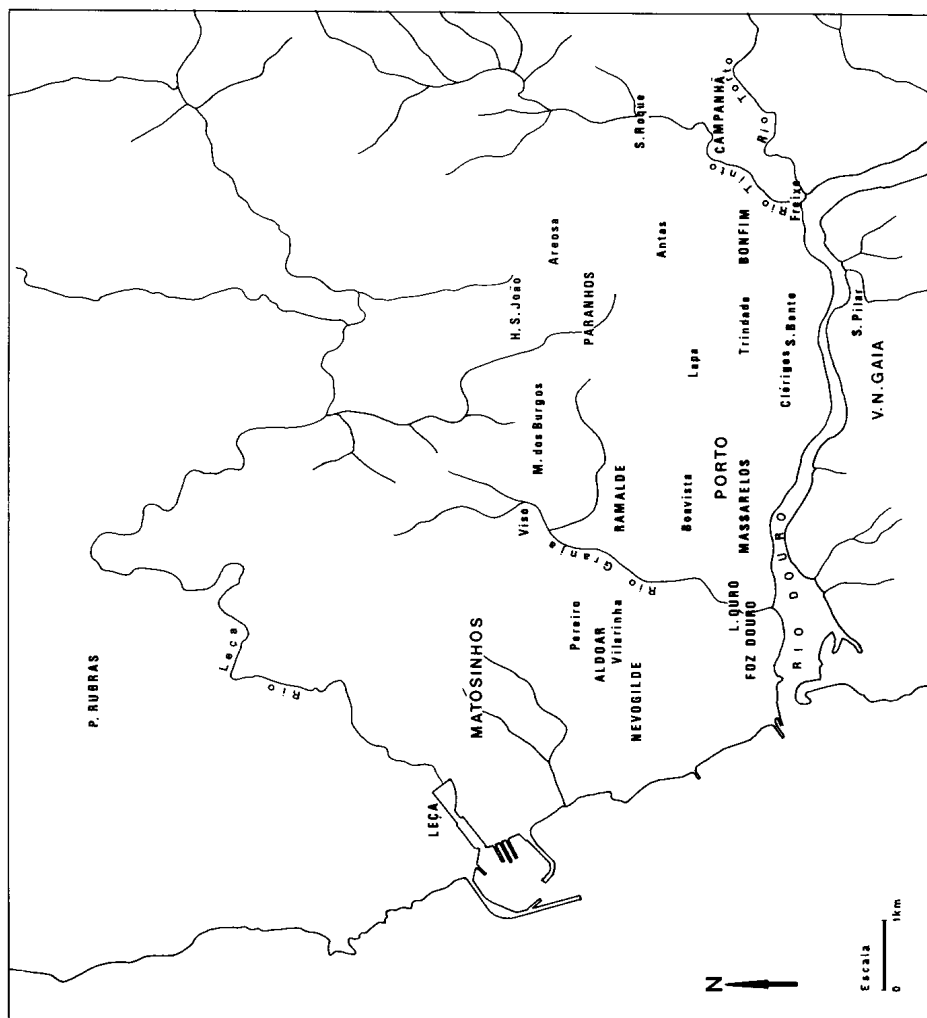 P. RUBRAS
Rio Leça
LEÇA
MATOSINHOS
Viso
M. dos Burgos
H. S. João
Areosa
PARANHOS
Pereiro
ALDOAR
Vilarinha
NEVOGILDE
Rio Granja
RAMALDE
S. Roque
Antas
Boavista
Lapa
PORTO
MASSARELOS
Trindade
BONFIM
Rio Tinto
CAMPANHÃ
Rio Torto
Freixo
L. OURO
FOZ DOURO
Clérigos
S. Bento
RIO DOURO
S. Pilar
V. N. GAIA
N
Escala
0 1km